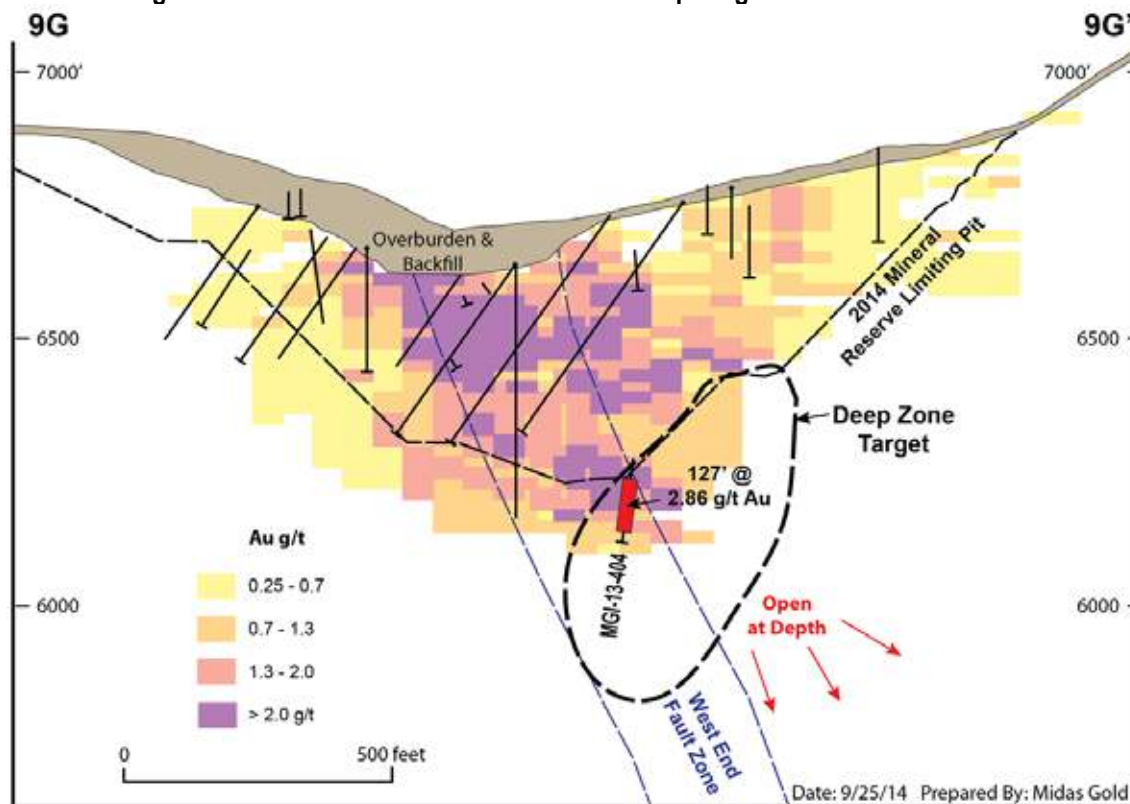 9G
9G'
7000'
7000'
Overburden &
Backfill
2014 Mineral
Reserve Limiting Pit
6500
6500
Deep Zone
Target
127' @
2.86 g/t Au
Au g/t
0.25 - 0.7
0.7 - 1.3
1.3 - 2.0
> 2.0 g/t
MGI-13-404
6000
6000
Open
at Depth
West End
Fault Zone
0
500 feet
Date: 9/25/14 Prepared By: Midas Gold